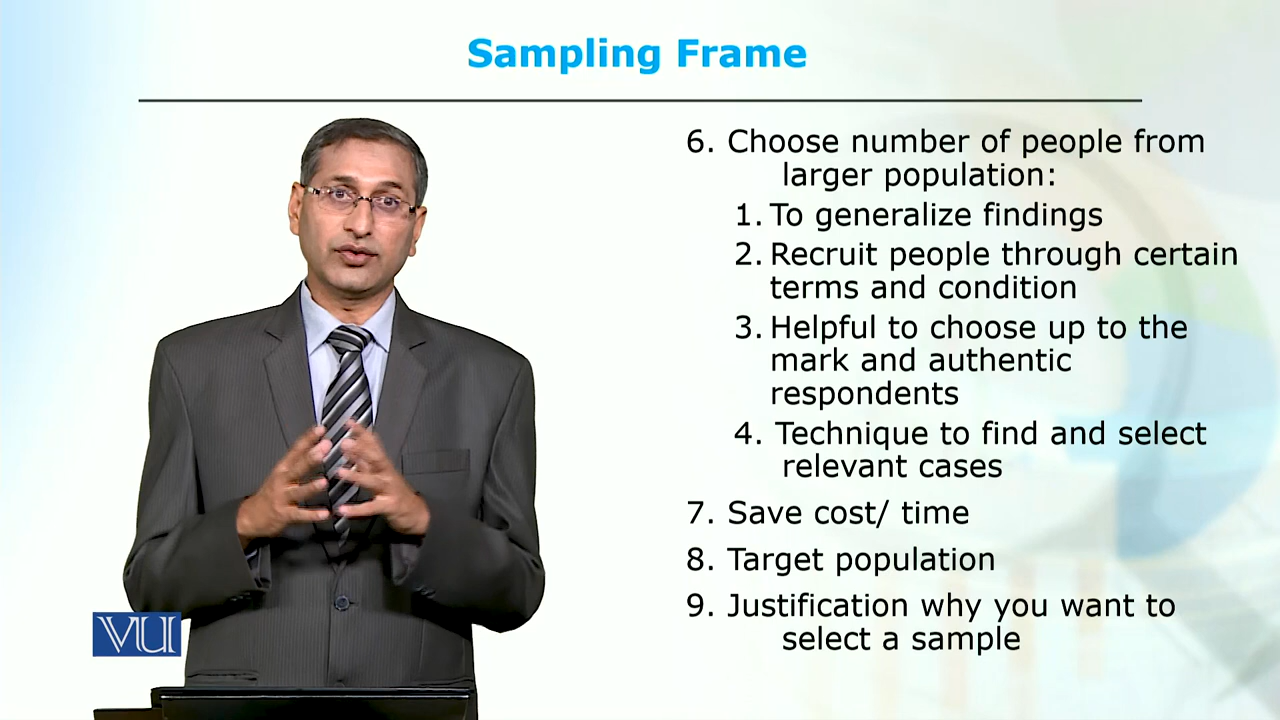 Sampling Frame
6. Choose number of people from
larger population:
1. To generalize findings
2. Recruit people through certain
terms and condition
3. Helpful to choose up to the
mark and authentic
respondents
4. Technique to find and select
relevant cases
7. Save cost/ time
8. Target population
9. Justification why you want to
select a sample
VU